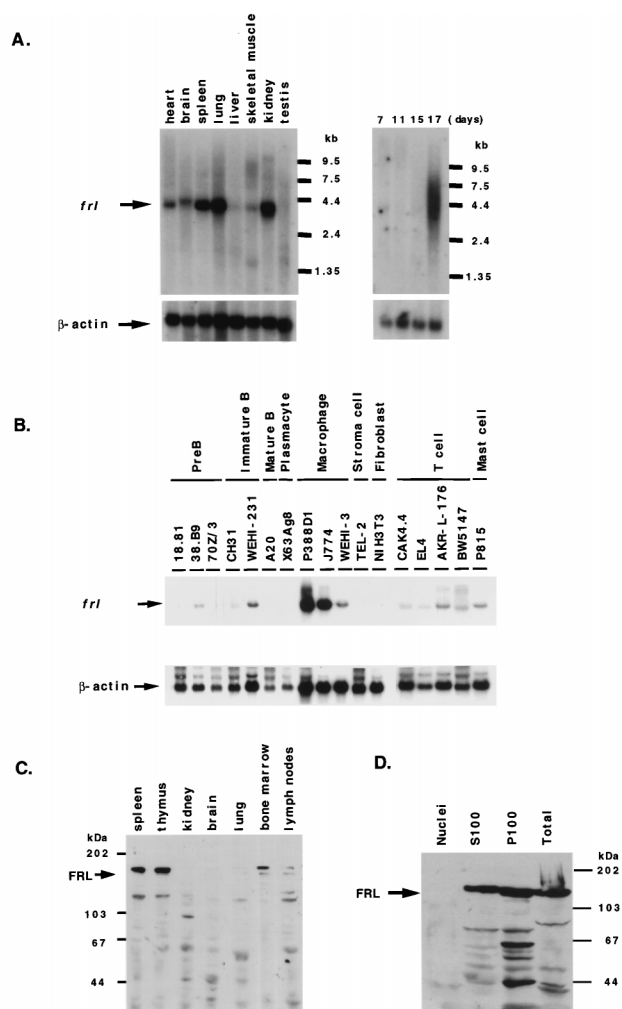 A.
heart
brain
spleen
lung
liver
skeletal muscle
kidney
testis
7 11 15 17 (days)
kb
9.5
7.5
4.4
2.4
1.35
kb
9.5
7.5
4.4
2.4
1.35
frl
β-actin
B.
PreB
Immature B
Mature B
Plasmacyte
Macrophage
Stroma cell
Fibroblast
T cell
Mast cell
18.81
38.B9
70Z/3
CH31
WEHI-231
A20
X63Ag8
P388D1
J774
WEHI-3
TEL-2
NIH3T3
CAK4.4
EL4
AKR-L-176
BW5147
P815
frl
β-actin
C.
spleen
thymus
kidney
brain
lung
bone marrow
lymph nodes
kDa
202
FRL
103
67
44
D.
Nuclei
S100
P100
Total
kDa
202
FRL
103
67
44